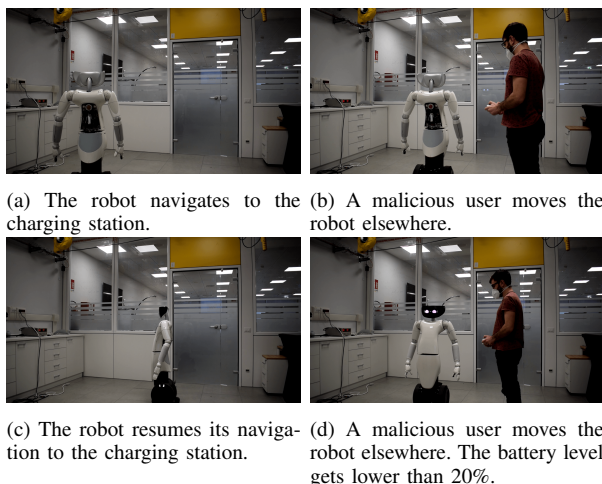 (a) The robot navigates to the
charging station.
(b) A malicious user moves the
robot elsewhere.
(c) The robot resumes its naviga-
tion to the charging station.
(d) A malicious user moves the
robot elsewhere. The battery level
gets lower than 20%.